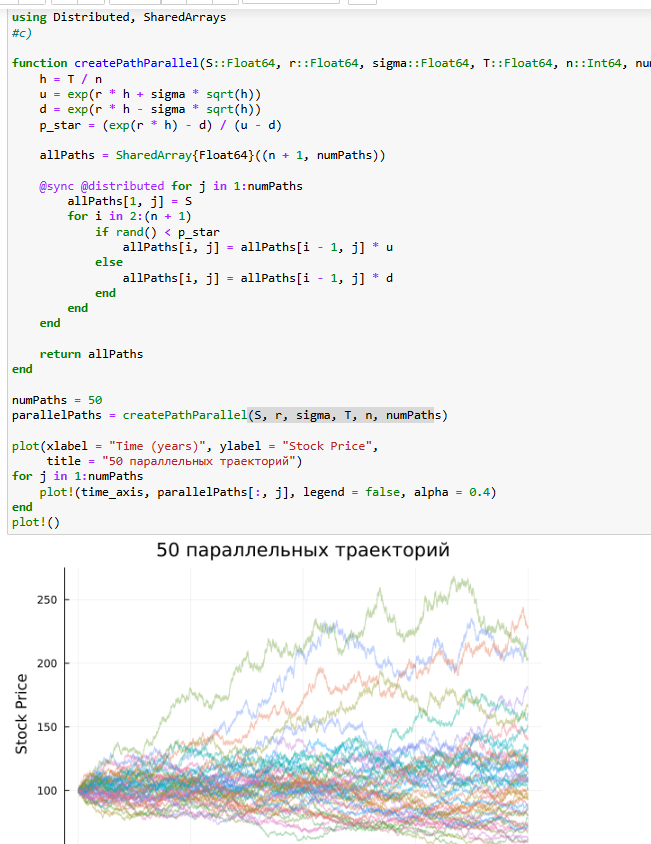 using Distributed, SharedArrays
#c)
function createPathParallel(S::Float64, r::Float64, sigma::Float64, T::Float64, n::Int64,
    h = T / n
    u = exp(r * h + sigma * sqrt(h))
    d = exp(r * h - sigma * sqrt(h))
    p_star = (exp(r * h) - d) / (u - d)
    allPaths = SharedArray{Float64}((n + 1, numPaths))
    @sync @distributed for j in 1:numPaths
        allPaths[1, j] = S
        for i in 2:(n + 1)
            if rand() < p_star
                allPaths[i, j] = allPaths[i - 1, j] * u
            else
                allPaths[i, j] = allPaths[i - 1, j] * d
            end
        end
    end
    return allPaths
end
numPaths = 50
parallelPaths = createPathParallel(S, r, sigma, T, n, numPaths)
plot(xlabel = "Time (years)", ylabel = "Stock Price",
     title = "50 параллельных траекторий")
for j in 1:numPaths
    plot!(time_axis, parallelPaths[:, j], legend = false, alpha = 0.4)
end
plot!()
50 параллельных траекторий
250
200
150
100
Stock Price